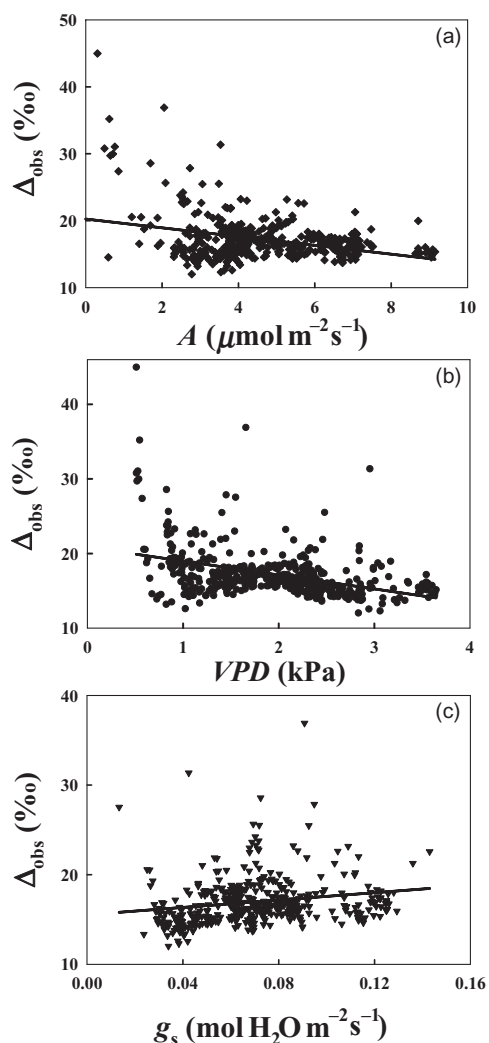 (a)
50
40
30
20
10
Δobs (‰)
0 2 4 6 8 10
A (μmol m−2 s−1)
(b)
40
30
20
10
Δobs (‰)
0 1 2 3 4
VPD (kPa)
(c)
40
30
20
10
Δobs (‰)
0.00 0.04 0.08 0.12 0.16
gs (mol H2O m−2 s−1)